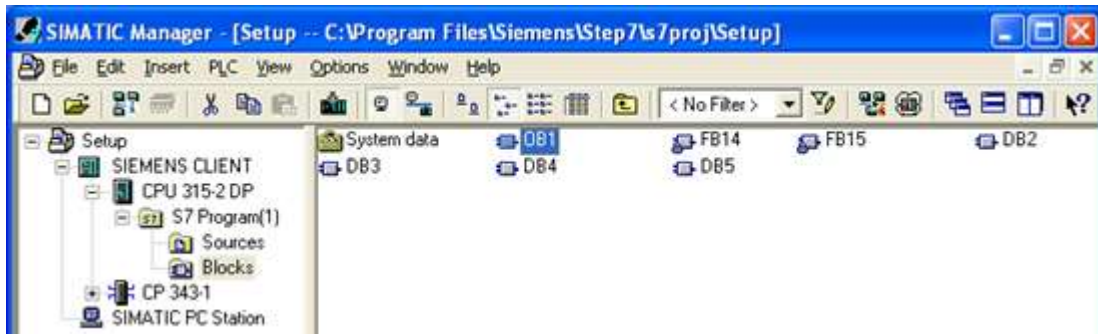 SIMATIC Manager - [Setup -- C:\Program Files\Siemens\Step7\s7proj\Setup]
File Edit Insert PLC View Options Window Help
< No Filter >
Setup
SIEMENS CLIENT
CPU 315-2 DP
S7 Program(1)
Sources
Blocks
CP 343-1
SIMATIC PC Station
System data OB1 FB14 FB15 DB2
DB3 DB4 DB5